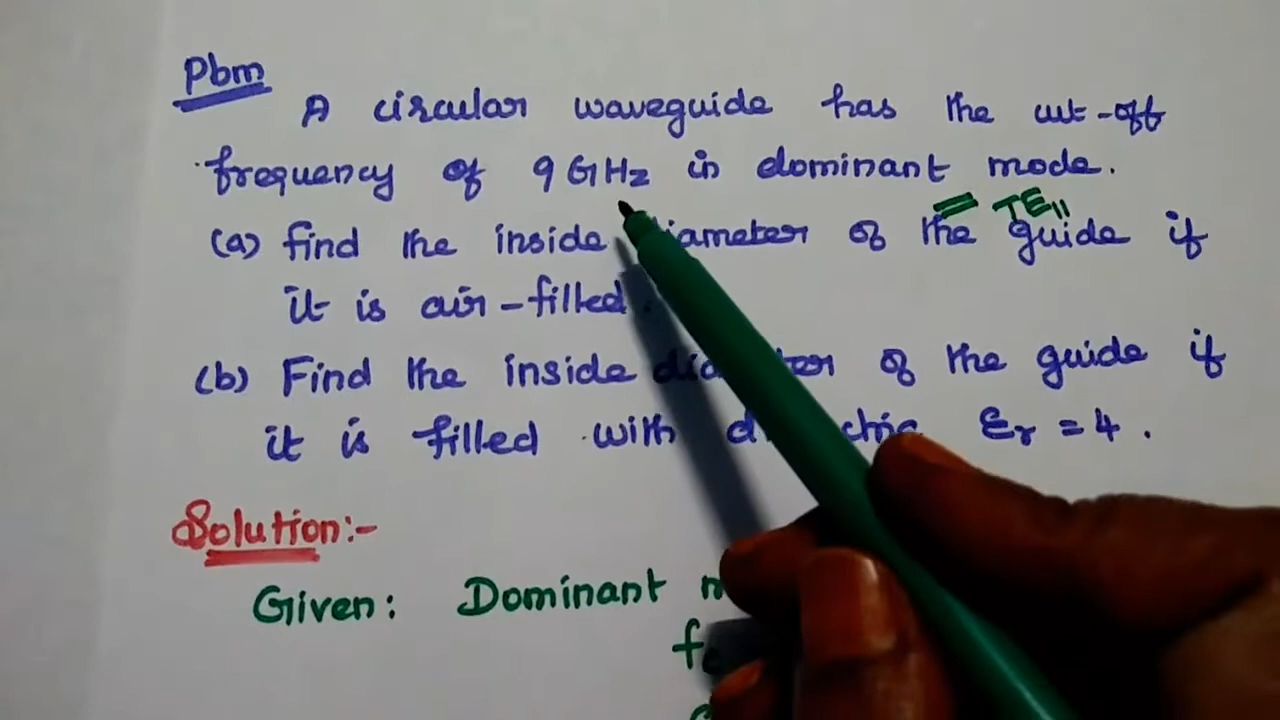 Pbm
A circular waveguide has the cut-off
frequency of 9 GHz in dominant mode.
TE11
(a) find the inside diameter of the guide if
it is air-filled.
(b) Find the inside of the guide if
it is filled with εr = 4.
Solution:-
Given: Dominant